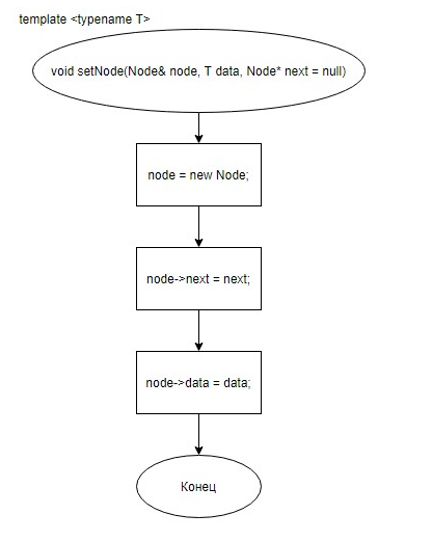 template <typename T>
void setNode(Node& node, T data, Node* next = null)
node = new Node;
node->next = next;
node->data = data;
Конец